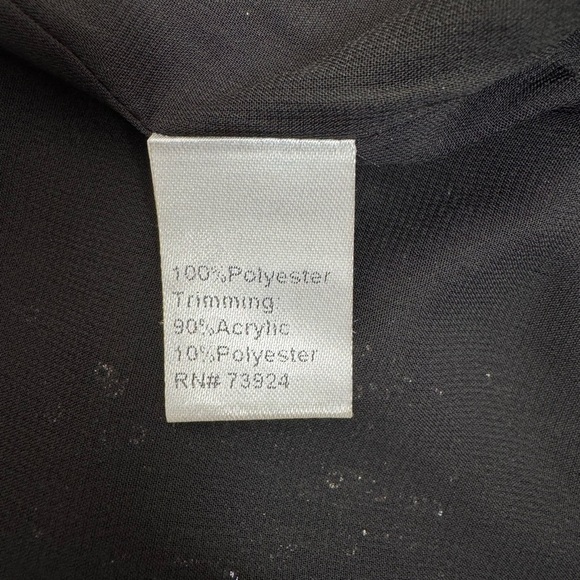 100%Polyester
Trimming:
90%Acrylic
10%Polyester
RN# 73924